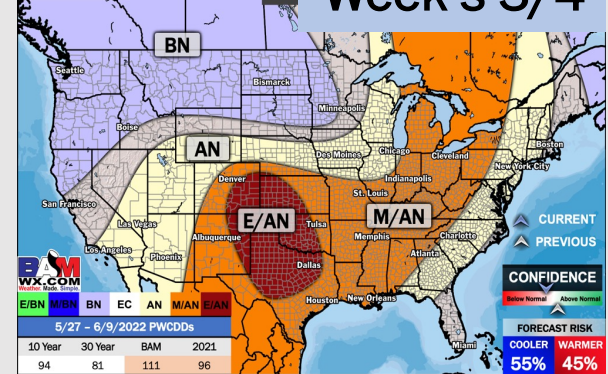 Week's 3/4
BN
Seattle
Bismarck
Minneapolis
Boise
AN
Des Moines
Chicago
Cleveland
Boston
New York City
Denver
Indianapolis
St. Louis
San Francisco
E/AN
M/AN
Las Vegas
Albuquerque
Tulsa
Memphis
Charlotte
Los Angeles
Phoenix
Dallas
Atlanta
Houston
New Orleans
Miami
CURRENT
PREVIOUS
CONFIDENCE
Below Normal
Above Normal
FORECAST RISK
COOLER
WARMER
55%
45%
BAM
WX.COM
Weather. Made. Simple.
E/BN M/BN BN EC AN M/AN E/AN
5/27 – 6/9/2022 PWCDDs
10 Year 30 Year BAM 2021
94 81 111 96